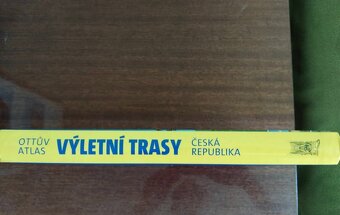 OTTŮV
ATLAS
VÝLETNÍ TRASY
ČESKÁ
REPUBLIKA